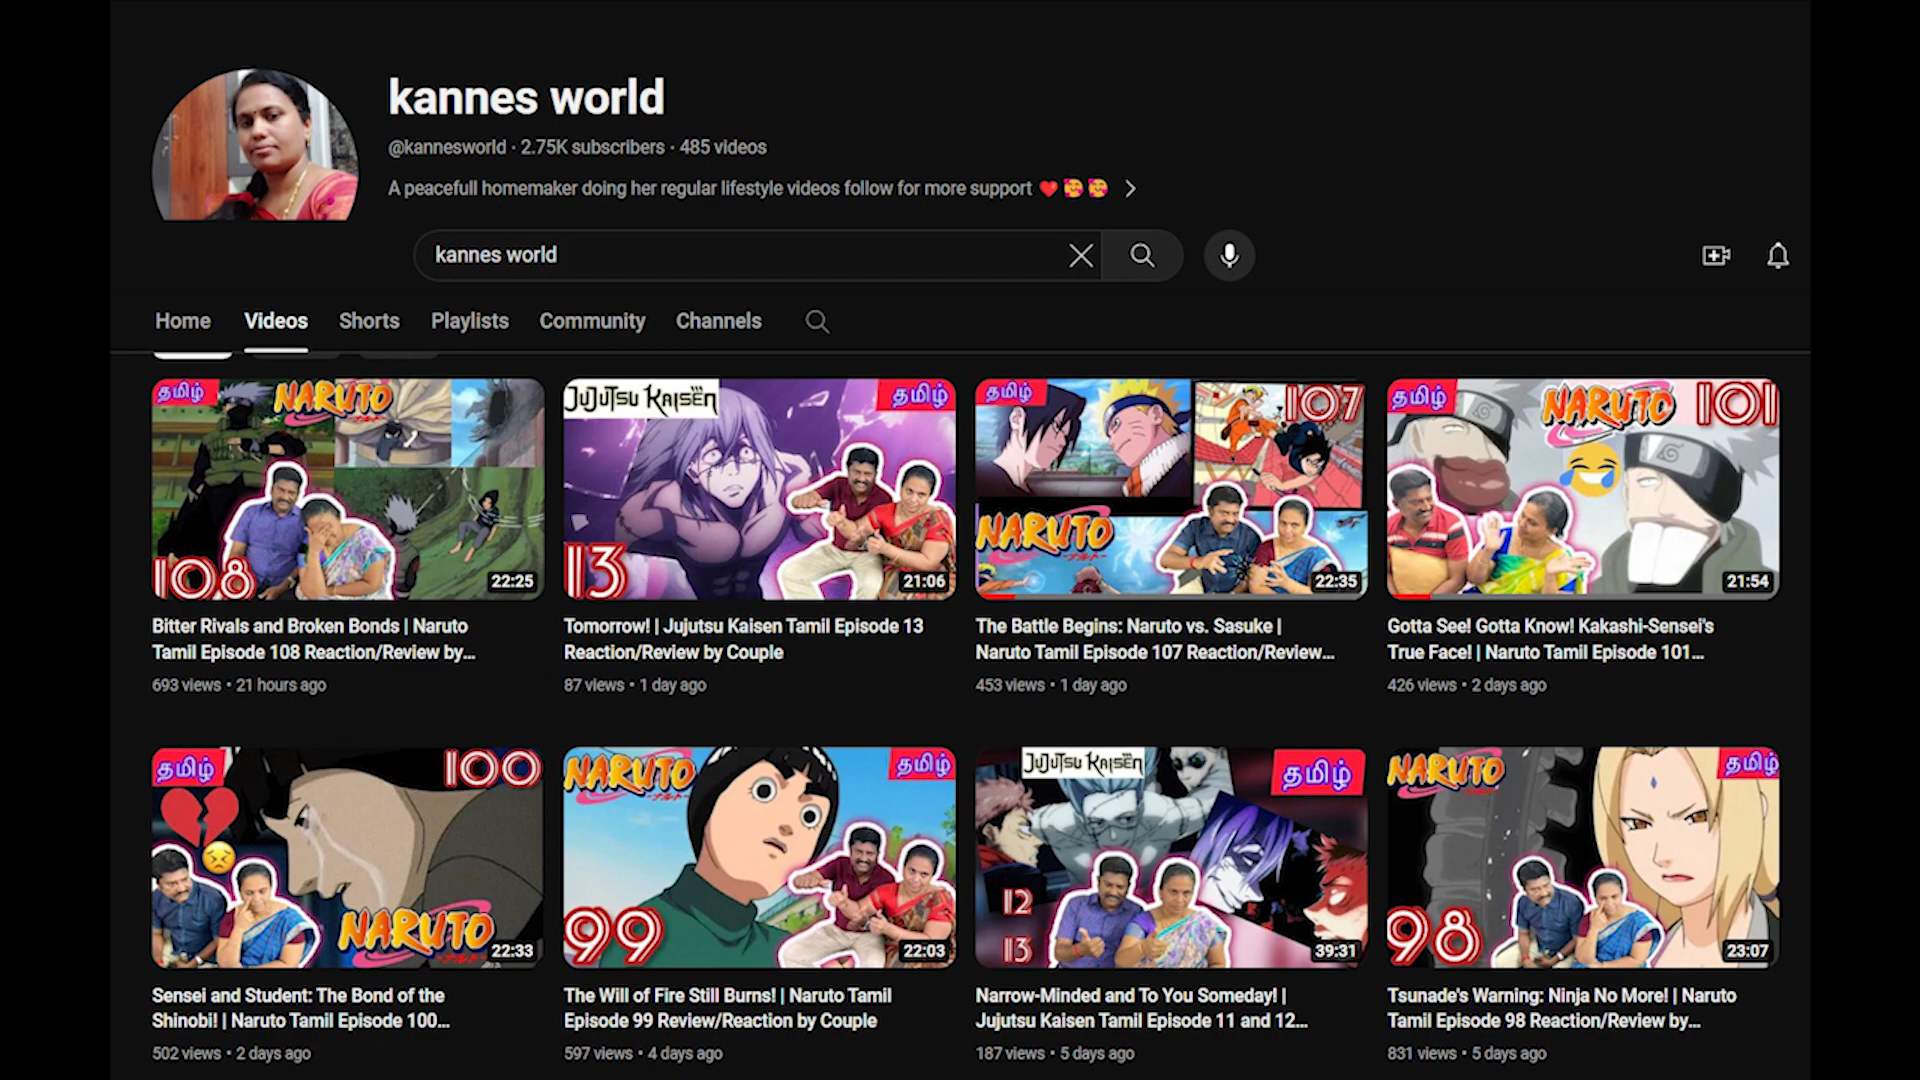 kannes world
@kannesworld · 2.75K subscribers · 485 videos
A peacefull homemaker doing her regular lifestyle videos follow for more support ❤️🥰🥰
kannes world
Home Videos Shorts Playlists Community Channels
தமிழ் NARUTO 108 22:25
JUJUTSU KAISEN தமிழ் 13 21:06
தமிழ் 107 NARUTO 22:35
தமிழ் NARUTO 101 21:54
Bitter Rivals and Broken Bonds | Naruto
Tamil Episode 108 Reaction/Review by...
693 views • 21 hours ago
Tomorrow! | Jujutsu Kaisen Tamil Episode 13
Reaction/Review by Couple
87 views • 1 day ago
The Battle Begins: Naruto vs. Sasuke |
Naruto Tamil Episode 107 Reaction/Review...
453 views • 1 day ago
Gotta See! Gotta Know! Kakashi-Sensei's
True Face! | Naruto Tamil Episode 101...
426 views • 2 days ago
தமிழ் 100 NARUTO 22:33
NARUTO தமிழ் 99 22:03
JUJUTSU KAISEN தமிழ் 12 13 39:31
NARUTO தமிழ் 98 23:07
Sensei and Student: The Bond of the
Shinobi! | Naruto Tamil Episode 100...
502 views • 2 days ago
The Will of Fire Still Burns! | Naruto Tamil
Episode 99 Review/Reaction by Couple
597 views • 4 days ago
Narrow-Minded and To You Someday! |
Jujutsu Kaisen Tamil Episode 11 and 12...
187 views • 5 days ago
Tsunade's Warning: Ninja No More! | Naruto
Tamil Episode 98 Reaction/Review by...
831 views • 5 days ago